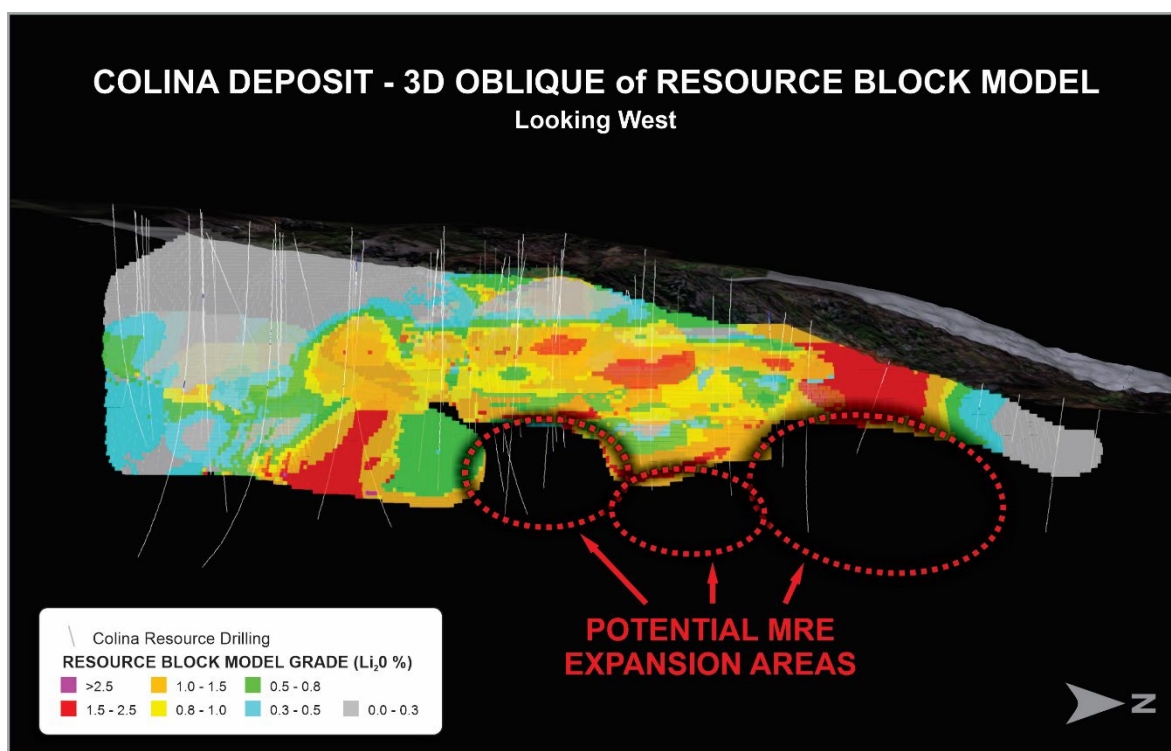 COLINA DEPOSIT - 3D OBLIQUE of RESOURCE BLOCK MODEL
Looking West
POTENTIAL MRE
EXPANSION AREAS
Colina Resource Drilling
RESOURCE BLOCK MODEL GRADE (Li₂0 %)
>2.5 1.0 - 1.5 0.5 - 0.8
1.5 - 2.5 0.8 - 1.0 0.3 - 0.5 0.0 - 0.3
N